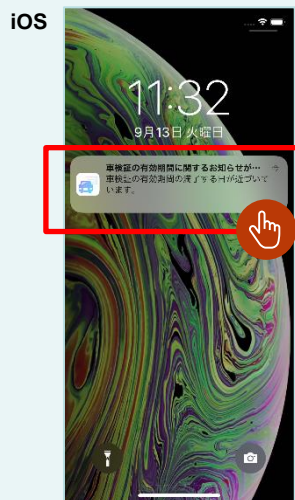 iOS
11:32
9月13日 火曜日
車検証の有効期間に関するお知らせが… 今
車検証の有効期間の満了する日が近づいて
います。